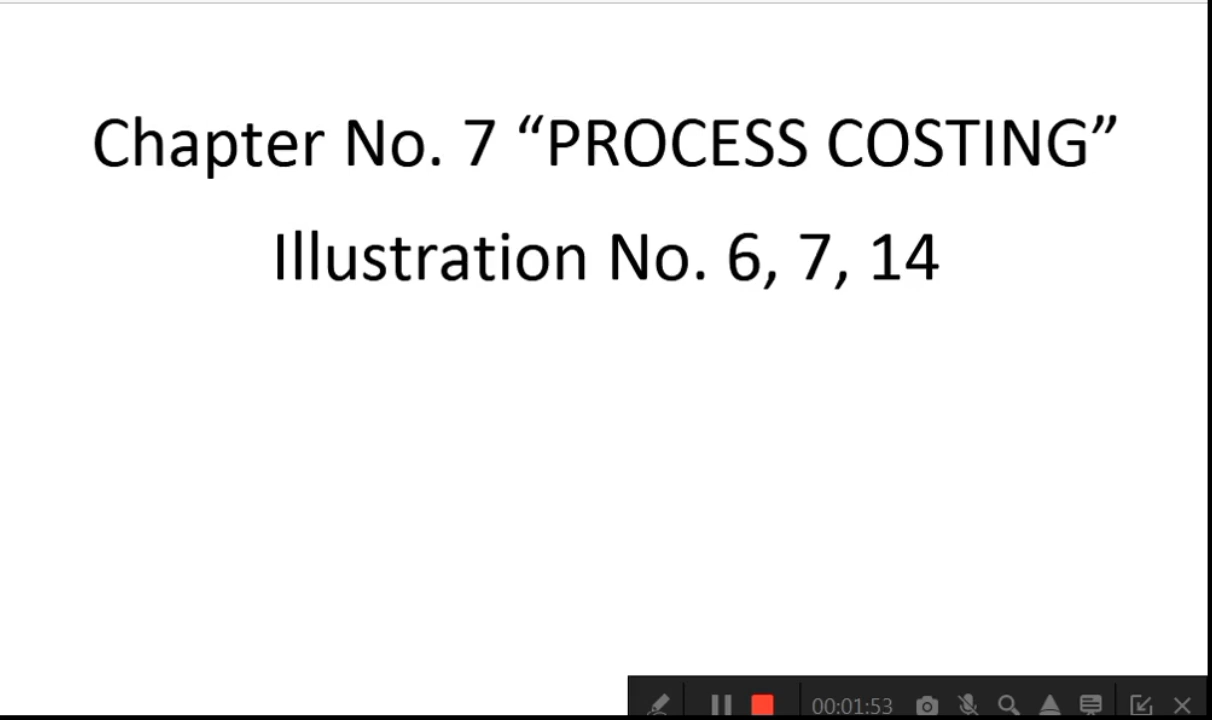 Chapter No. 7 “PROCESS COSTING”
Illustration No. 6, 7, 14
00:01:53